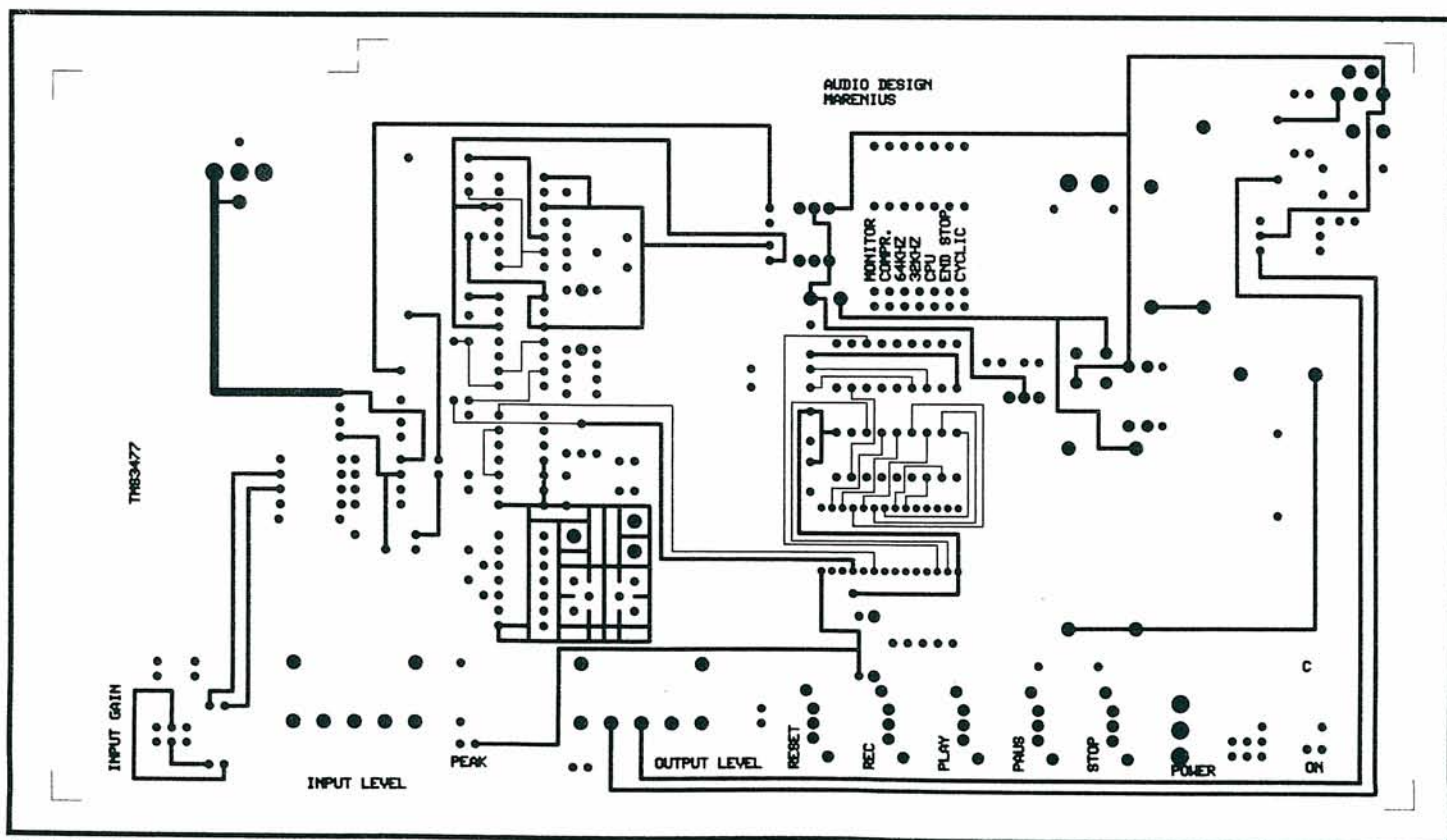 AUDIO DESIGN
MARENIUS
MONITOR
COMPR.
64KHZ
32KHZ
CPU
END STOP
CYCLIC
TM83477
INPUT GAIN
INPUT LEVEL
PEAK
OUTPUT LEVEL
RESET
REC
PLAY
PAUS
STOP
POWER
C
ON